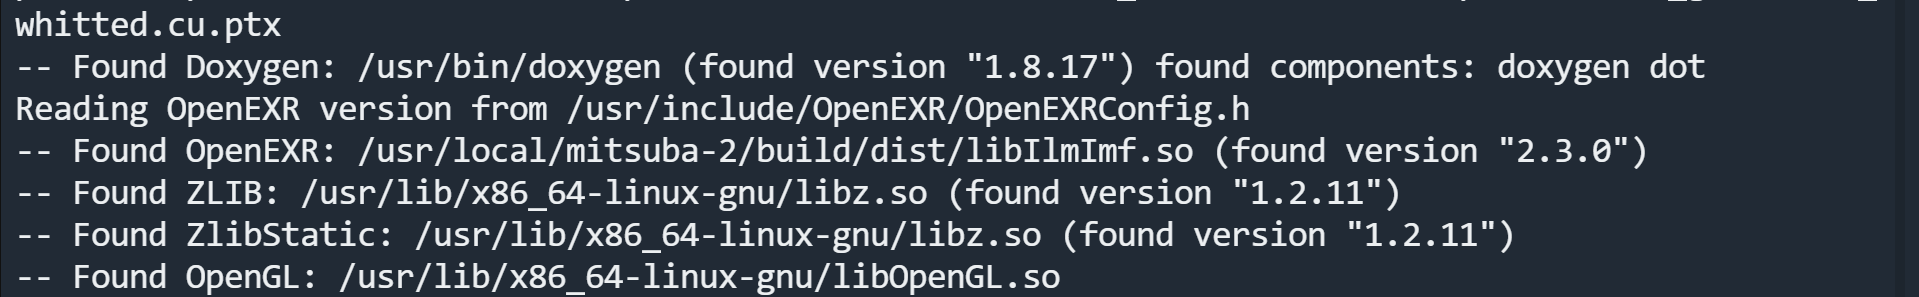 whitted.cu.ptx
-- Found Doxygen: /usr/bin/doxygen (found version "1.8.17") found components: doxygen dot
Reading OpenEXR version from /usr/include/OpenEXR/OpenEXRConfig.h
-- Found OpenEXR: /usr/local/mitsuba-2/build/dist/libIlmImf.so (found version "2.3.0")
-- Found ZLIB: /usr/lib/x86_64-linux-gnu/libz.so (found version "1.2.11")
-- Found ZlibStatic: /usr/lib/x86_64-linux-gnu/libz.so (found version "1.2.11")
-- Found OpenGL: /usr/lib/x86_64-linux-gnu/libOpenGL.so